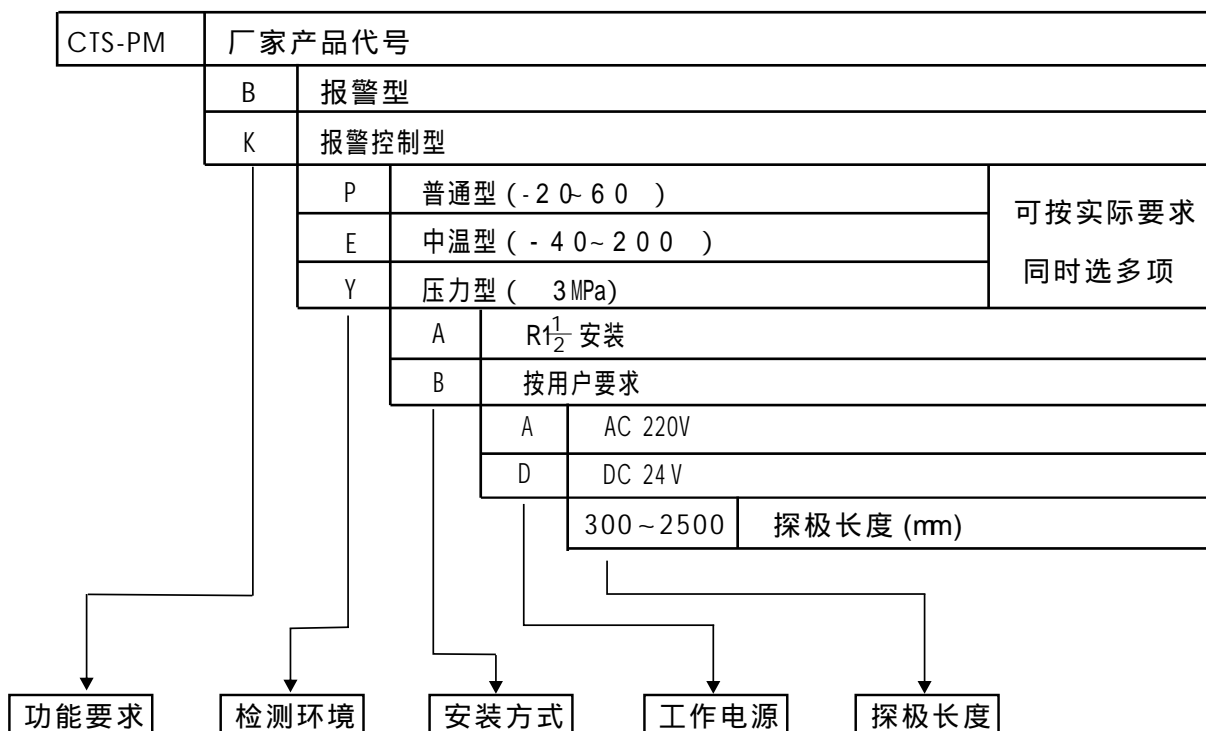 CTS-PM 厂家产品代号
B 报警型
K 报警控制型
P 普通型(-20~60 )
E 中温型(-40~200 )
Y 压力型( 3MPa)
可按实际要求
同时选多项
A R1 1/2 安装
B 按用户要求
A AC 220V
D DC 24V
300~2500 探极长度(mm)
功能要求 检测环境 安装方式 工作电源 探极长度